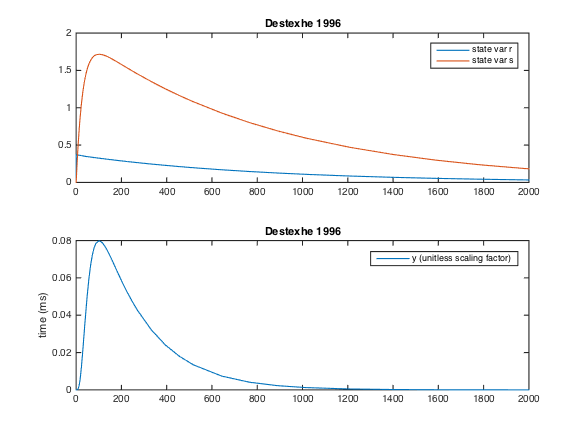 Destexhe 1996
2
1.5
1
0.5
0
state var r
state var s
0 200 400 600 800 1000 1200 1400 1600 1800 2000
Destexhe 1996
0.08
0.06
0.04
0.02
0
time (ms)
y (unitless scaling factor)
0 200 400 600 800 1000 1200 1400 1600 1800 2000